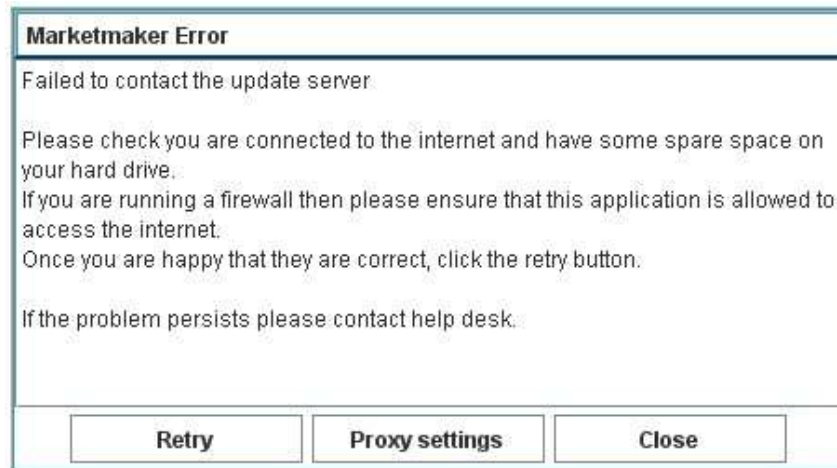 Marketmaker Error
Failed to contact the update server
Please check you are connected to the internet and have some spare space on
your hard drive.
If you are running a firewall then please ensure that this application is allowed to
access the internet.
Once you are happy that they are correct, click the retry button.
If the problem persists please contact help desk.
Retry Proxy settings Close